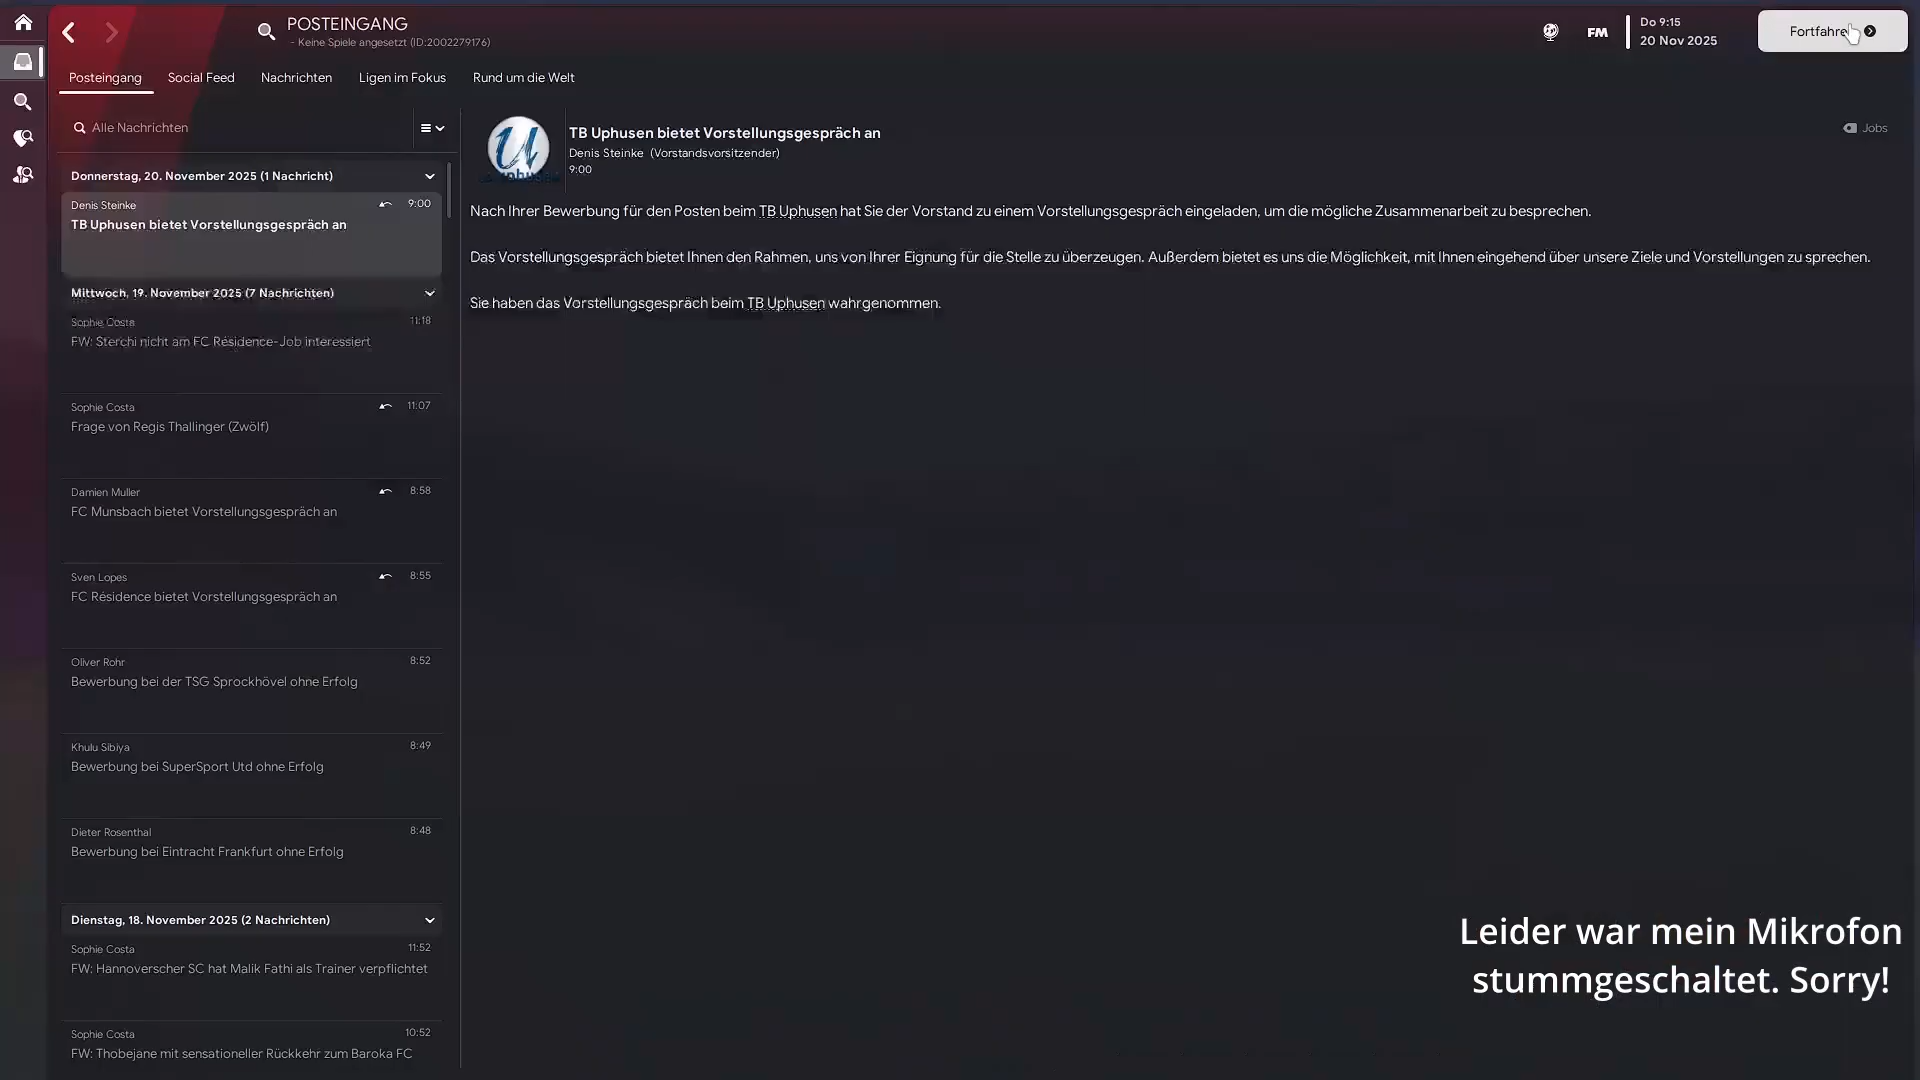 POSTEINGANG
- Keine Spiele angesetzt (ID:2002279176)
FM
Do 9:15
20 Nov 2025
Fortfahre
Posteingang
Social Feed
Nachrichten
Ligen im Fokus
Rund um die Welt
Alle Nachrichten
Donnerstag, 20. November 2025 (1 Nachricht)
Denis Steinke
9:00
TB Uphusen bietet Vorstellungsgespräch an
Mittwoch, 19. November 2025 (7 Nachrichten)
Sophie Costa
11:18
FW: Sterchi nicht am FC Résidence-Job interessiert
Sophie Costa
11:07
Frage von Regis Thallinger (Zwölf)
Damien Muller
8:58
FC Munsbach bietet Vorstellungsgespräch an
Sven Lopes
8:55
FC Résidence bietet Vorstellungsgespräch an
Oliver Rohr
8:52
Bewerbung bei der TSG Sprockhövel ohne Erfolg
Khulu Sibiya
8:49
Bewerbung bei SuperSport Utd ohne Erfolg
Dieter Rosenthal
8:48
Bewerbung bei Eintracht Frankfurt ohne Erfolg
Dienstag, 18. November 2025 (2 Nachrichten)
Sophie Costa
11:52
FW: Hannoverscher SC hat Malik Fathi als Trainer verpflichtet
Sophie Costa
10:52
FW: Thobejane mit sensationeller Rückkehr zum Baroka FC
TB Uphusen bietet Vorstellungsgespräch an
Denis Steinke (Vorstandsvorsitzender)
9:00
Jobs
Nach Ihrer Bewerbung für den Posten beim TB Uphusen hat Sie der Vorstand zu einem Vorstellungsgespräch eingeladen, um die mögliche Zusammenarbeit zu besprechen.
Das Vorstellungsgespräch bietet Ihnen den Rahmen, uns von Ihrer Eignung für die Stelle zu überzeugen. Außerdem bietet es uns die Möglichkeit, mit Ihnen eingehend über unsere Ziele und Vorstellungen zu sprechen.
Sie haben das Vorstellungsgespräch beim TB Uphusen wahrgenommen.
Leider war mein Mikrofon
stummgeschaltet. Sorry!